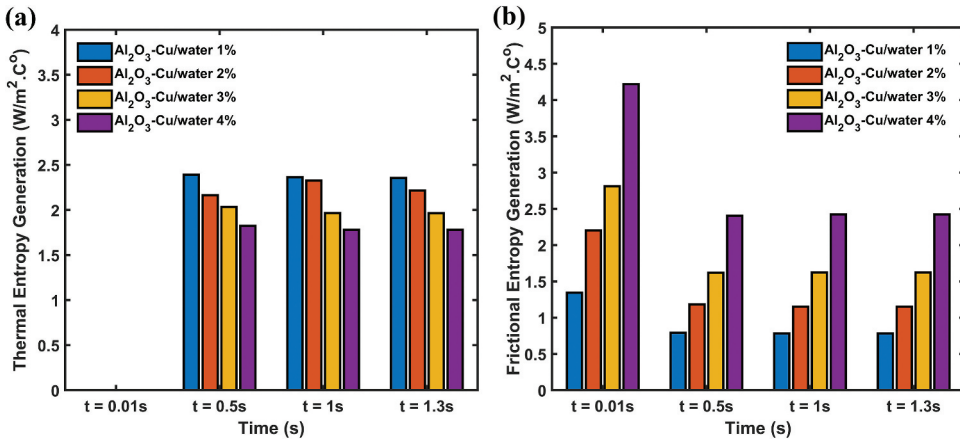 (a)
Thermal Entropy Generation (W/m².Cº)
4
3.5
3
2.5
2
1.5
1
0.5
0
Al₂O₃-Cu/water 1%
Al₂O₃-Cu/water 2%
Al₂O₃-Cu/water 3%
Al₂O₃-Cu/water 4%
t = 0.01s t = 0.5s t = 1s t = 1.3s
Time (s)
(b)
Frictional Entropy Generation (W/m².Cº)
5
4.5
4
3.5
3
2.5
2
1.5
1
0.5
0
Al₂O₃-Cu/water 1%
Al₂O₃-Cu/water 2%
Al₂O₃-Cu/water 3%
Al₂O₃-Cu/water 4%
t = 0.01s t = 0.5s t = 1s t = 1.3s
Time (s)